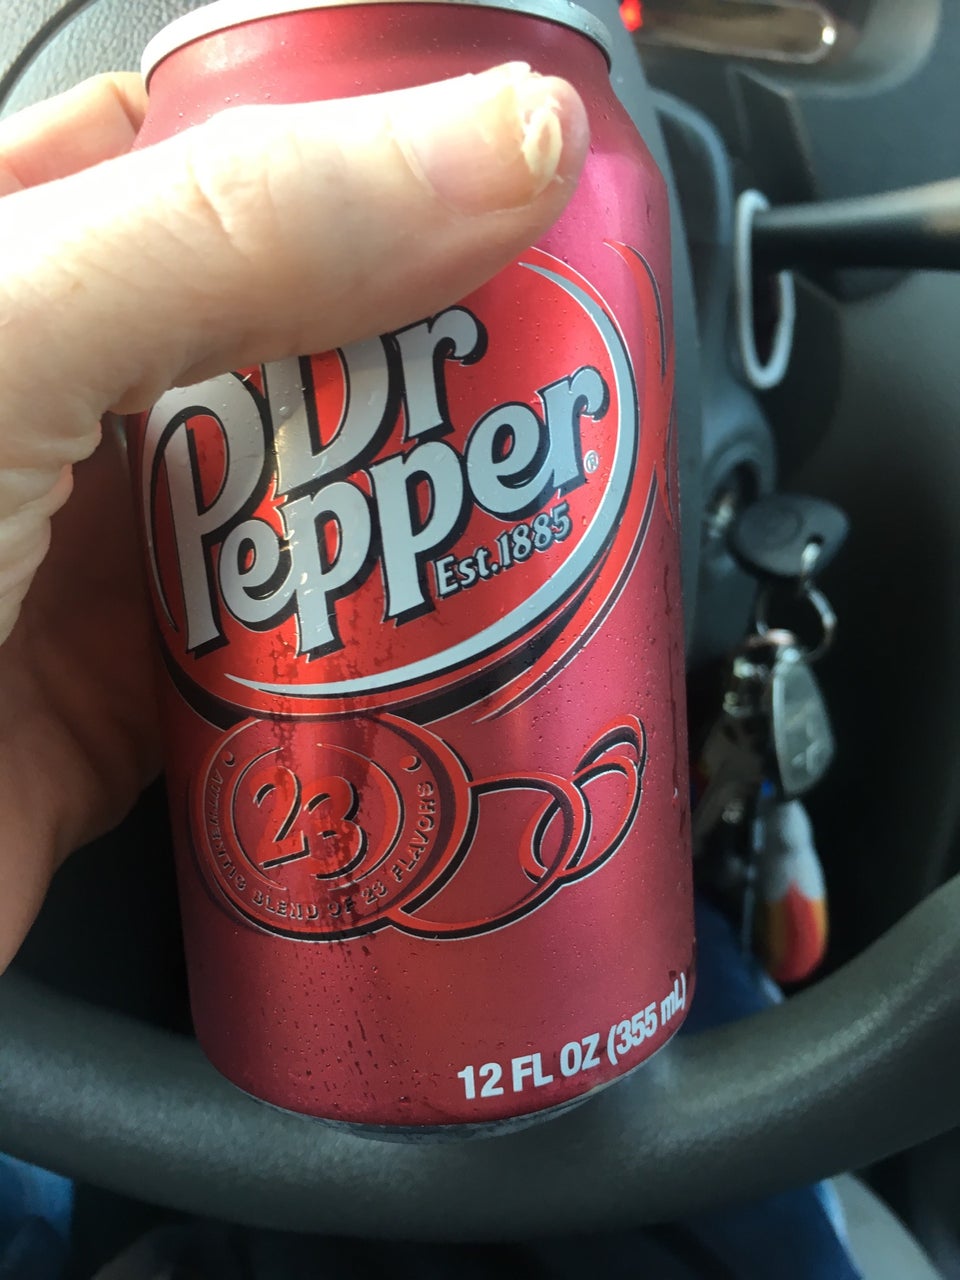 Dr
Pepper®
Est.1885
23
AUTHENTIC BLEND OF 23 FLAVORS
12 FL OZ (355 mL)